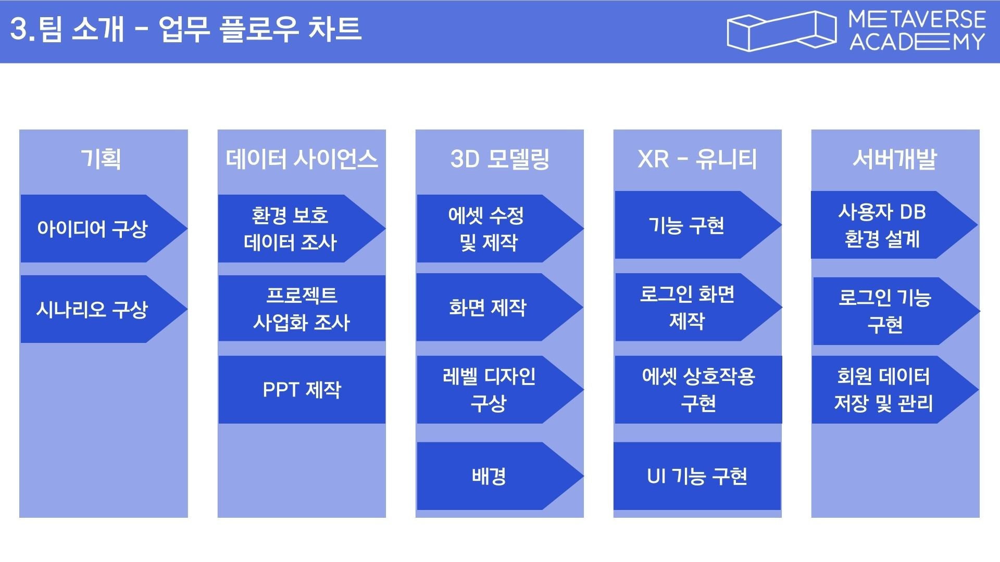 3.팀 소개 - 업무 플로우 차트
METAVERSE
ACADEMY
기획
아이디어 구상
시나리오 구상
데이터 사이언스
환경 보호
데이터 조사
프로젝트
사업화 조사
PPT 제작
3D 모델링
에셋 수정
및 제작
화면 제작
레벨 디자인
구상
배경
XR - 유니티
기능 구현
로그인 화면
제작
에셋 상호작용
구현
UI 기능 구현
서버개발
사용자 DB
환경 설계
로그인 기능
구현
회원 데이터
저장 및 관리